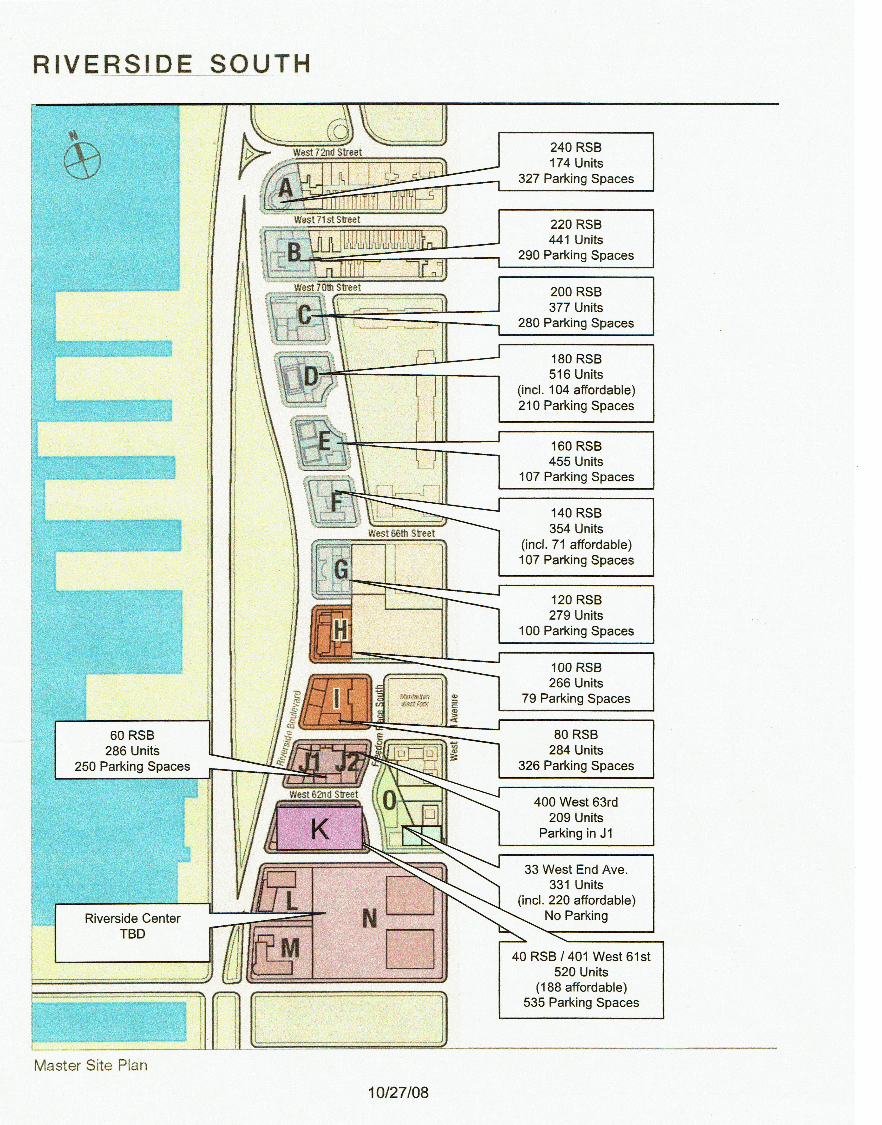 RIVERSIDE SOUTH
N
West 72nd Street
A
West 71st Street
B
West 70th Street
C
D
E
F
West 66th Street
G
H
I
Riverside Boulevard
Freedom Place South
Manhattan
West Park
West End Avenue
J1 J2
West 62nd Street
K
O
L
N
M
240 RSB
174 Units
327 Parking Spaces
220 RSB
441 Units
290 Parking Spaces
200 RSB
377 Units
280 Parking Spaces
180 RSB
516 Units
(incl. 104 affordable)
210 Parking Spaces
160 RSB
455 Units
107 Parking Spaces
140 RSB
354 Units
(incl. 71 affordable)
107 Parking Spaces
120 RSB
279 Units
100 Parking Spaces
100 RSB
266 Units
79 Parking Spaces
80 RSB
284 Units
326 Parking Spaces
60 RSB
286 Units
250 Parking Spaces
400 West 63rd
209 Units
Parking in J1
33 West End Ave.
331 Units
(incl. 220 affordable)
No Parking
Riverside Center
TBD
40 RSB / 401 West 61st
520 Units
(188 affordable)
535 Parking Spaces
Master Site Plan
10/27/08